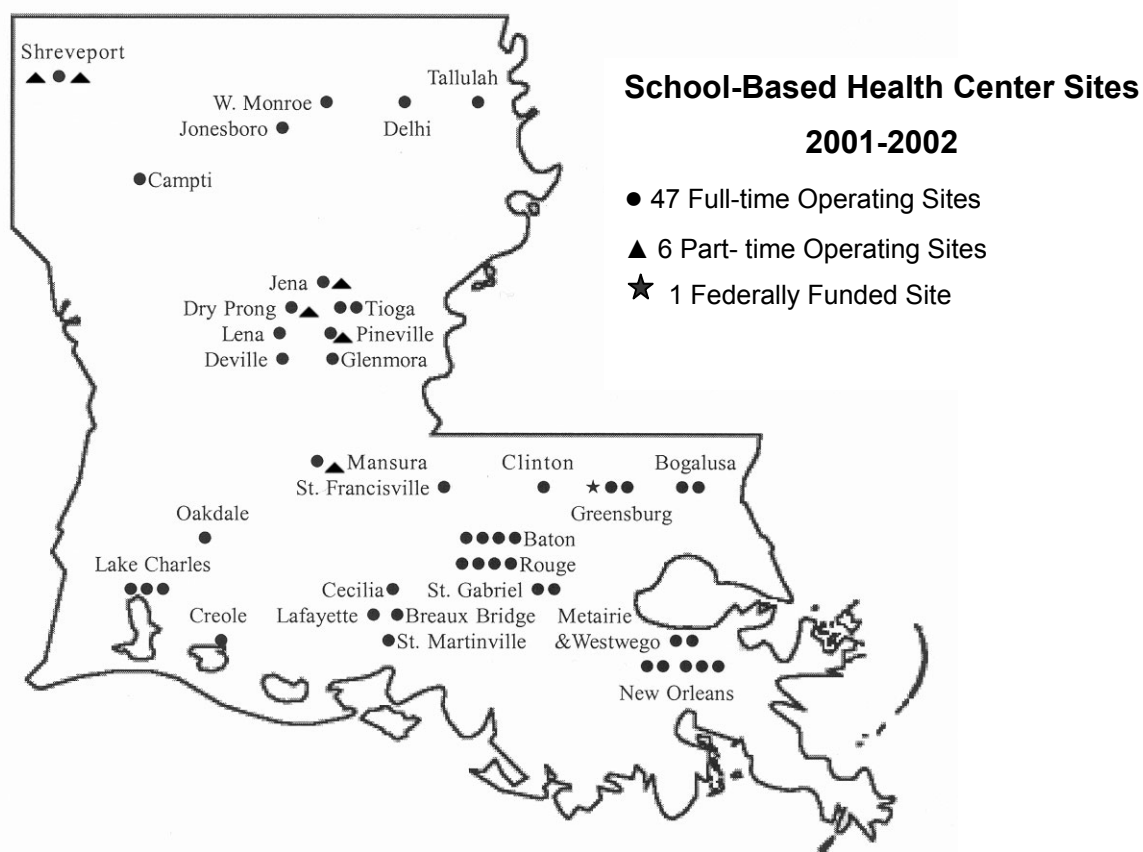 School-Based Health Center Sites
2001-2002
● 47 Full-time Operating Sites
▲ 6 Part- time Operating Sites
★ 1 Federally Funded Site
Shreveport
Tallulah
W. Monroe
Jonesboro
Delhi
Campti
Jena
Dry Prong
Tioga
Lena
Pineville
Deville
Glenmora
Mansura
Clinton
Bogalusa
St. Francisville
Greensburg
Oakdale
Baton
Rouge
Lake Charles
Cecilia
St. Gabriel
Creole
Lafayette
Breaux Bridge
Metairie
St. Martinville
&Westwego
New Orleans